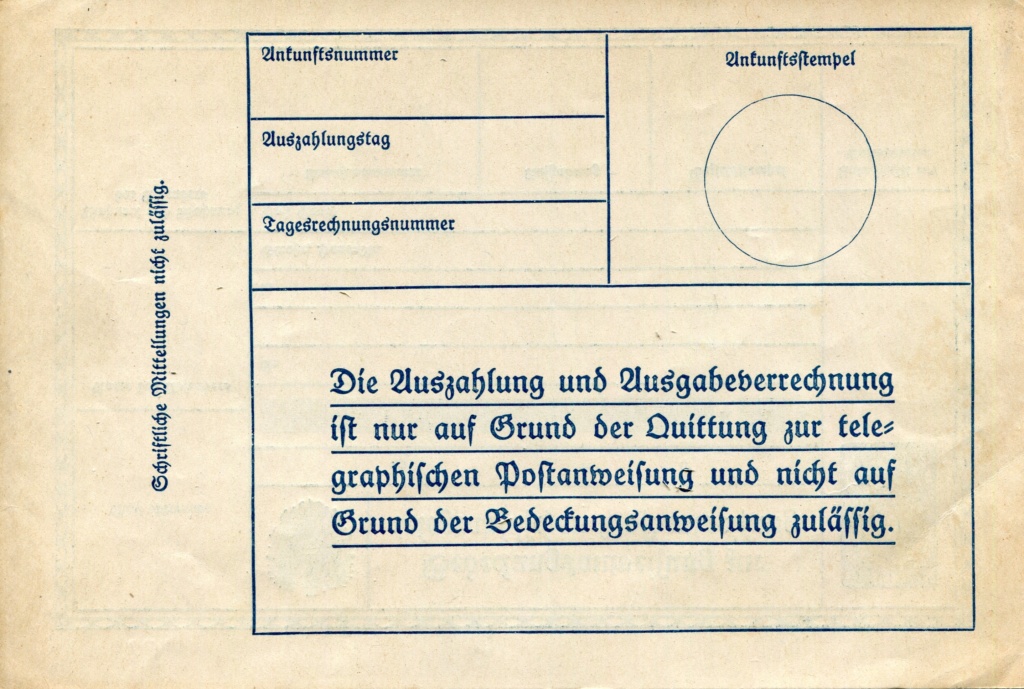 Ankunftsnummer
Ankunftsstempel
Auszahlungstag
Tagesrechnungsnummer
Schriftliche Mitteilungen nicht zulässig.
Die Auszahlung und Ausgabeverrechnung
ist nur auf Grund der Quittung zur tele⸗
graphischen Postanweisung und nicht auf
Grund der Bedeckungsanweisung zulässig.